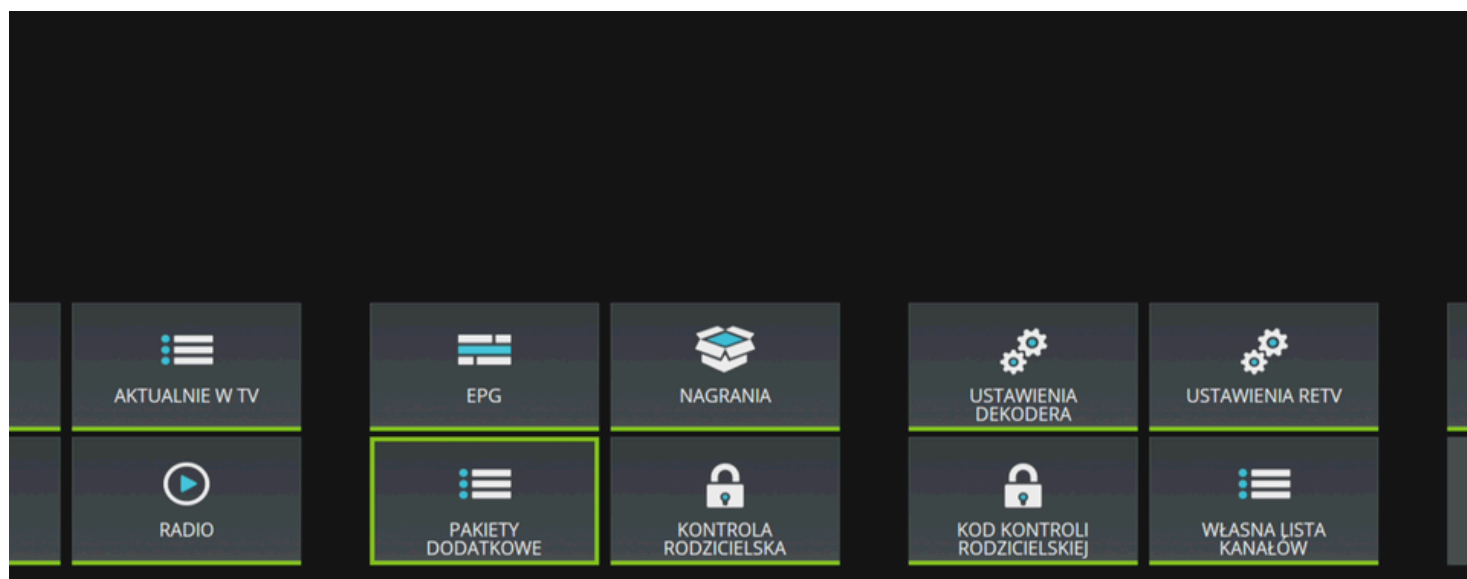 AKTUALNIE W TV
EPG
NAGRANIA
USTAWIENIA
DEKODERA
USTAWIENIA RETV
RADIO
PAKIETY
DODATKOWE
KONTROLA
RODZICIELSKA
KOD KONTROLI
RODZICIELSKIEJ
WŁASNA LISTA
KANAŁÓW